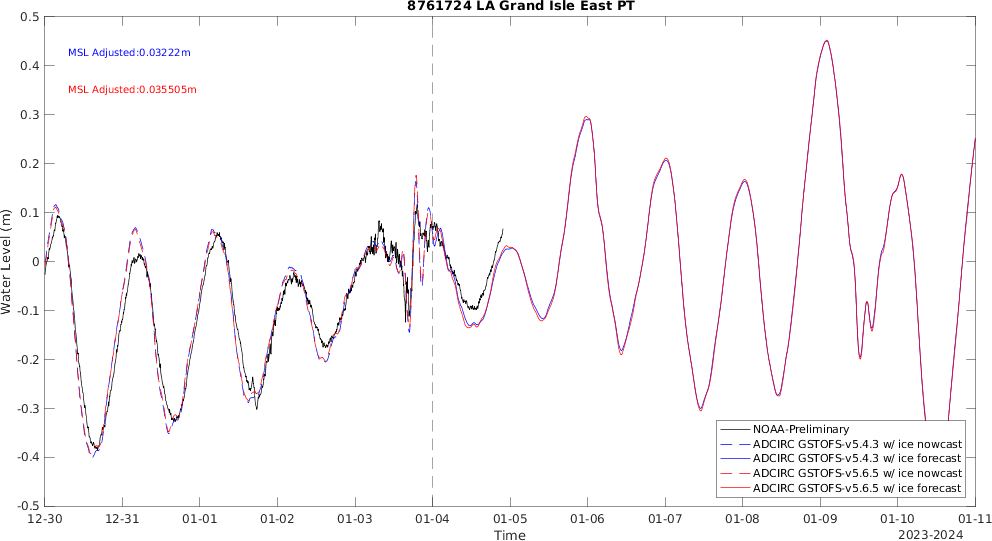 8761724 LA Grand Isle East PT
MSL Adjusted:0.03222m
MSL Adjusted:0.035505m
Water Level (m)
0.5
0.4
0.3
0.2
0.1
0
-0.1
-0.2
-0.3
-0.4
-0.5
NOAA-Preliminary
ADCIRC GSTOFS-v5.4.3 w/ ice nowcast
ADCIRC GSTOFS-v5.4.3 w/ ice forecast
ADCIRC GSTOFS-v5.6.5 w/ ice nowcast
ADCIRC GSTOFS-v5.6.5 w/ ice forecast
12-30 12-31 01-01 01-02 01-03 01-04 01-05 01-06 01-07 01-08 01-09 01-10 01-11
Time
2023-2024